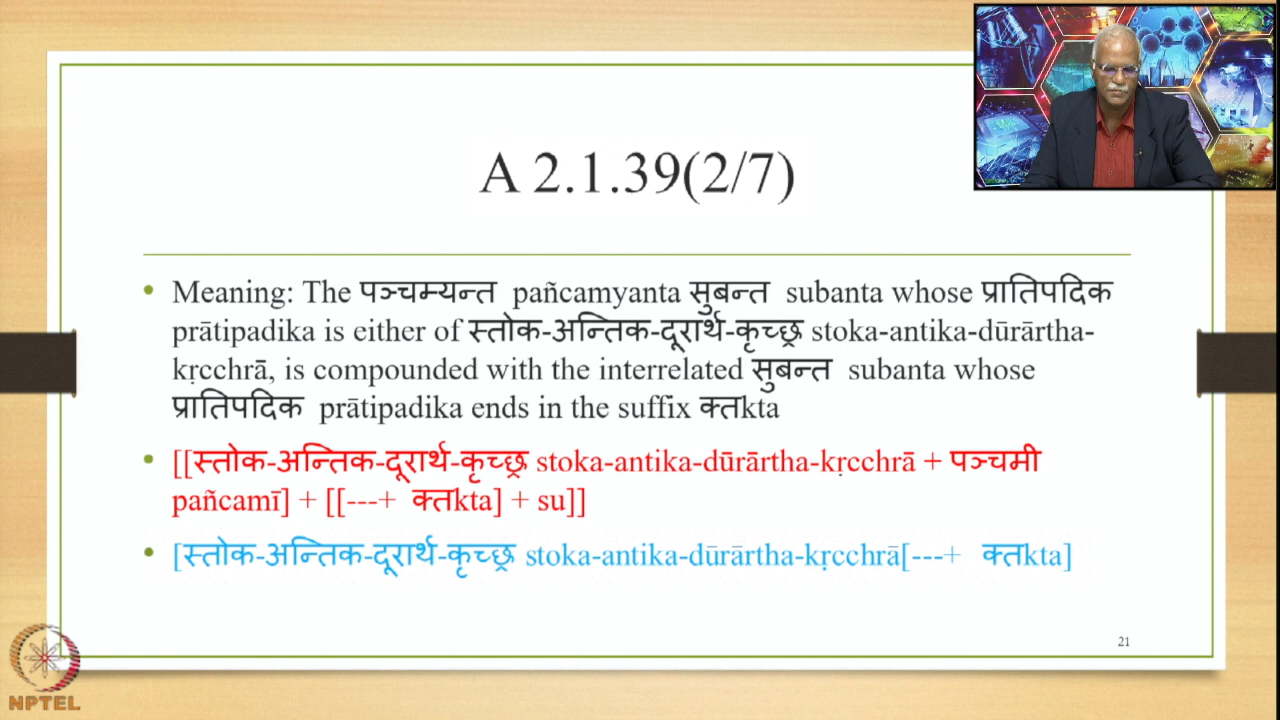 A 2.1.39(2/7)
• Meaning: The पञ्चम्यन्त pañcamyanta सुबन्त subanta whose प्रातिपदिक
prātipadika is either of स्तोक-अन्तिक-दूरार्थ-कृच्छ्र stoka-antika-dūrārtha-
kṛcchrā, is compounded with the interrelated सुबन्त subanta whose
प्रातिपदिक prātipadika ends in the suffix क्तkta
• [[स्तोक-अन्तिक-दूरार्थ-कृच्छ्र stoka-antika-dūrārtha-kṛcchrā + पञ्चमी
pañcamī] + [[---+ क्तkta] + su]]
• [स्तोक-अन्तिक-दूरार्थ-कृच्छ्र stoka-antika-dūrārtha-kṛcchrā[---+ क्तkta]
21
NPTEL